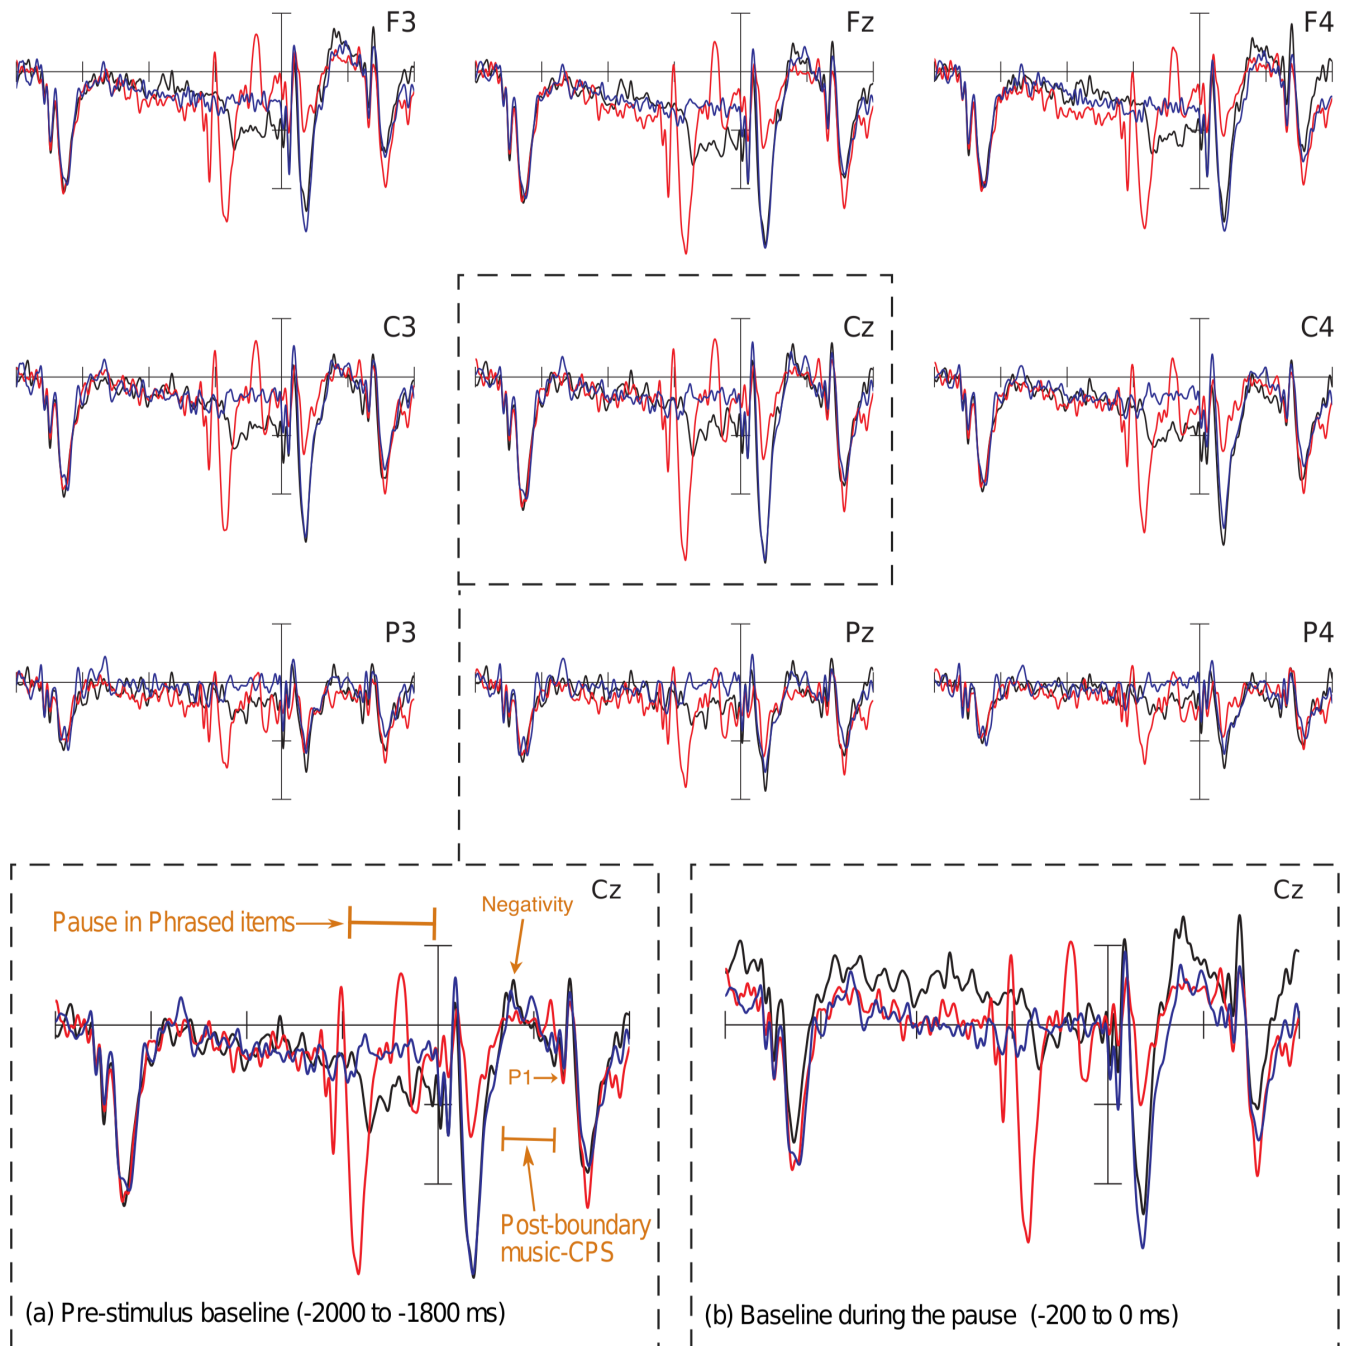 F3
Fz
F4
C3
Cz
C4
P3
Pz
P4
Cz
Pause in Phrased items
Negativity
P1
Post-boundary
music-CPS
(a) Pre-stimulus baseline (-2000 to -1800 ms)
Cz
(b) Baseline during the pause (-200 to 0 ms)